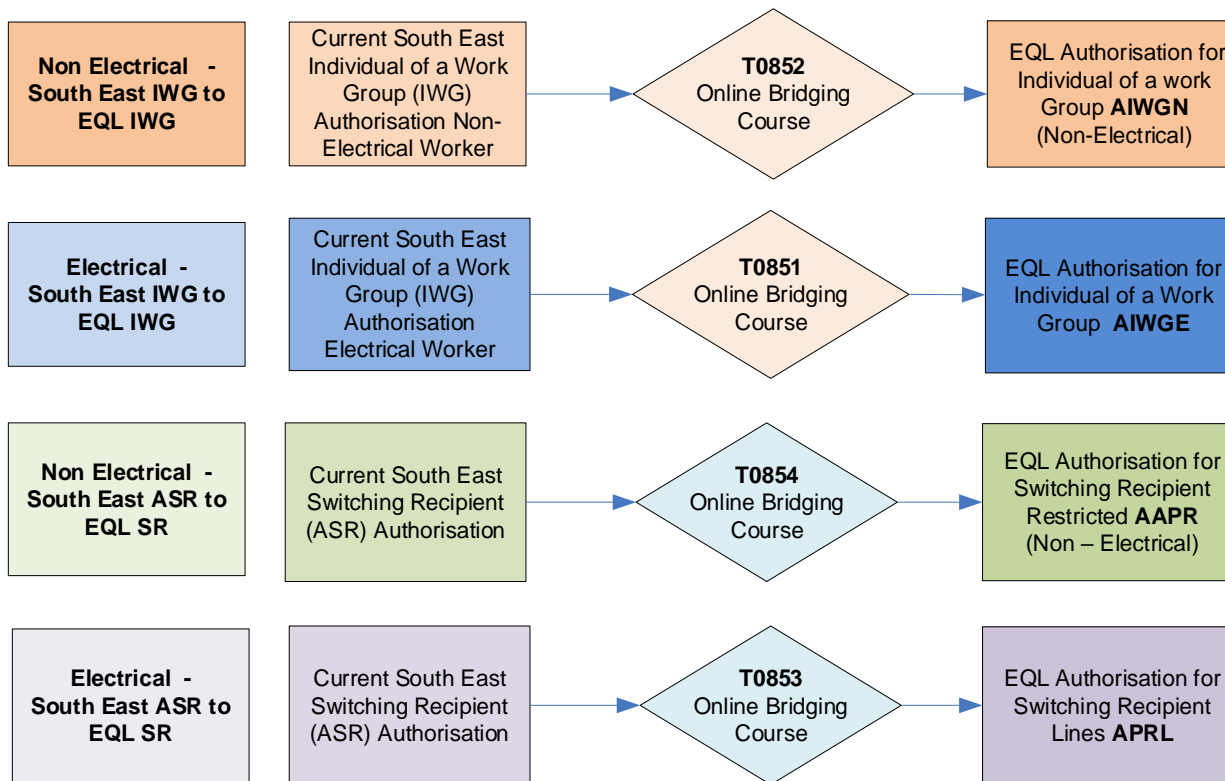 Non Electrical -
South East IWG to
EQL IWG
Current South East
Individual of a Work
Group (IWG)
Authorisation Non-
Electrical Worker
T0852
Online Bridging
Course
EQL Authorisation for
Individual of a work
Group AIWGN
(Non-Electrical)
Electrical -
South East IWG to
EQL IWG
Current South East
Individual of a Work
Group (IWG)
Authorisation
Electrical Worker
T0851
Online Bridging
Course
EQL Authorisation for
Individual of a Work
Group AIWGE
Non Electrical -
South East ASR to
EQL SR
Current South East
Switching Recipient
(ASR) Authorisation
T0854
Online Bridging
Course
EQL Authorisation for
Switching Recipient
Restricted AAPR
(Non – Electrical)
Electrical -
South East ASR to
EQL SR
Current South East
Switching Recipient
(ASR) Authorisation
T0853
Online Bridging
Course
EQL Authorisation for
Switching Recipient
Lines APRL